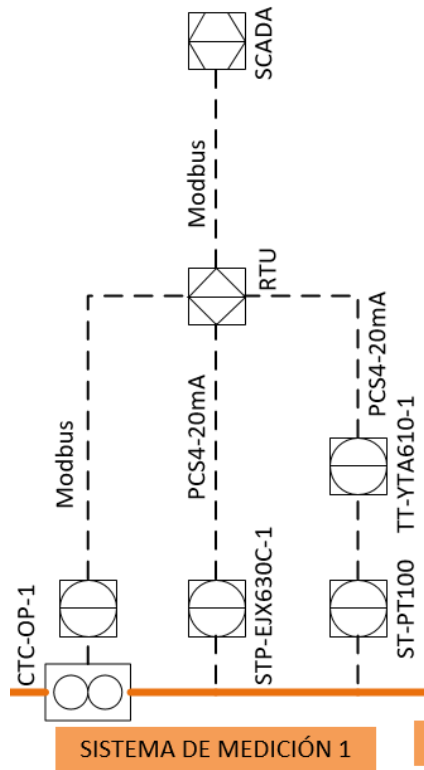 SCADA
Modbus
RTU
Modbus
PCS4-20mA
PCS4-20mA
TT-YTA610-1
CTC-OP-1
STP-EJX630C-1
ST-PT100
SISTEMA DE MEDICIÓN 1